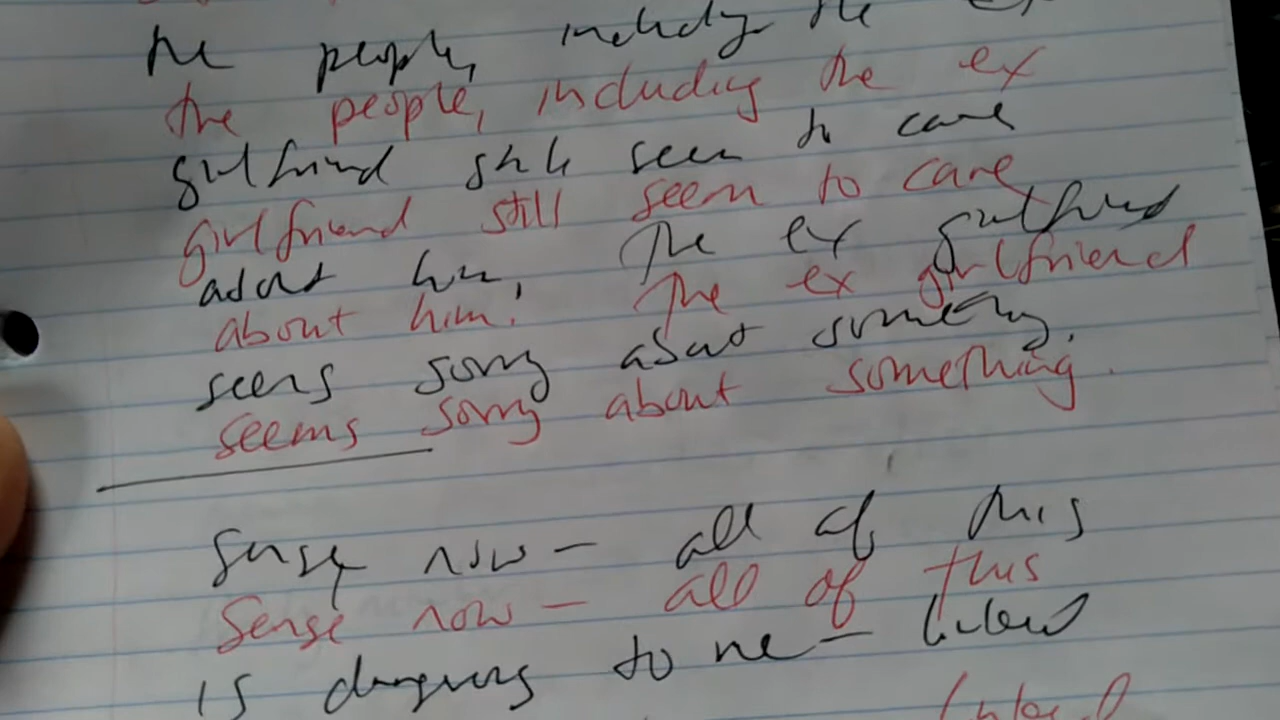 the people, including the ex
the people, including the ex
girlfriend still seem to care
girlfriend still seem to care
about him, The ex girlfriend
about him. The ex girlfriend
seems sorry about something.
seems sorry about something.
Sense now - all of this
Sense now - all of this
is dangerous to me -